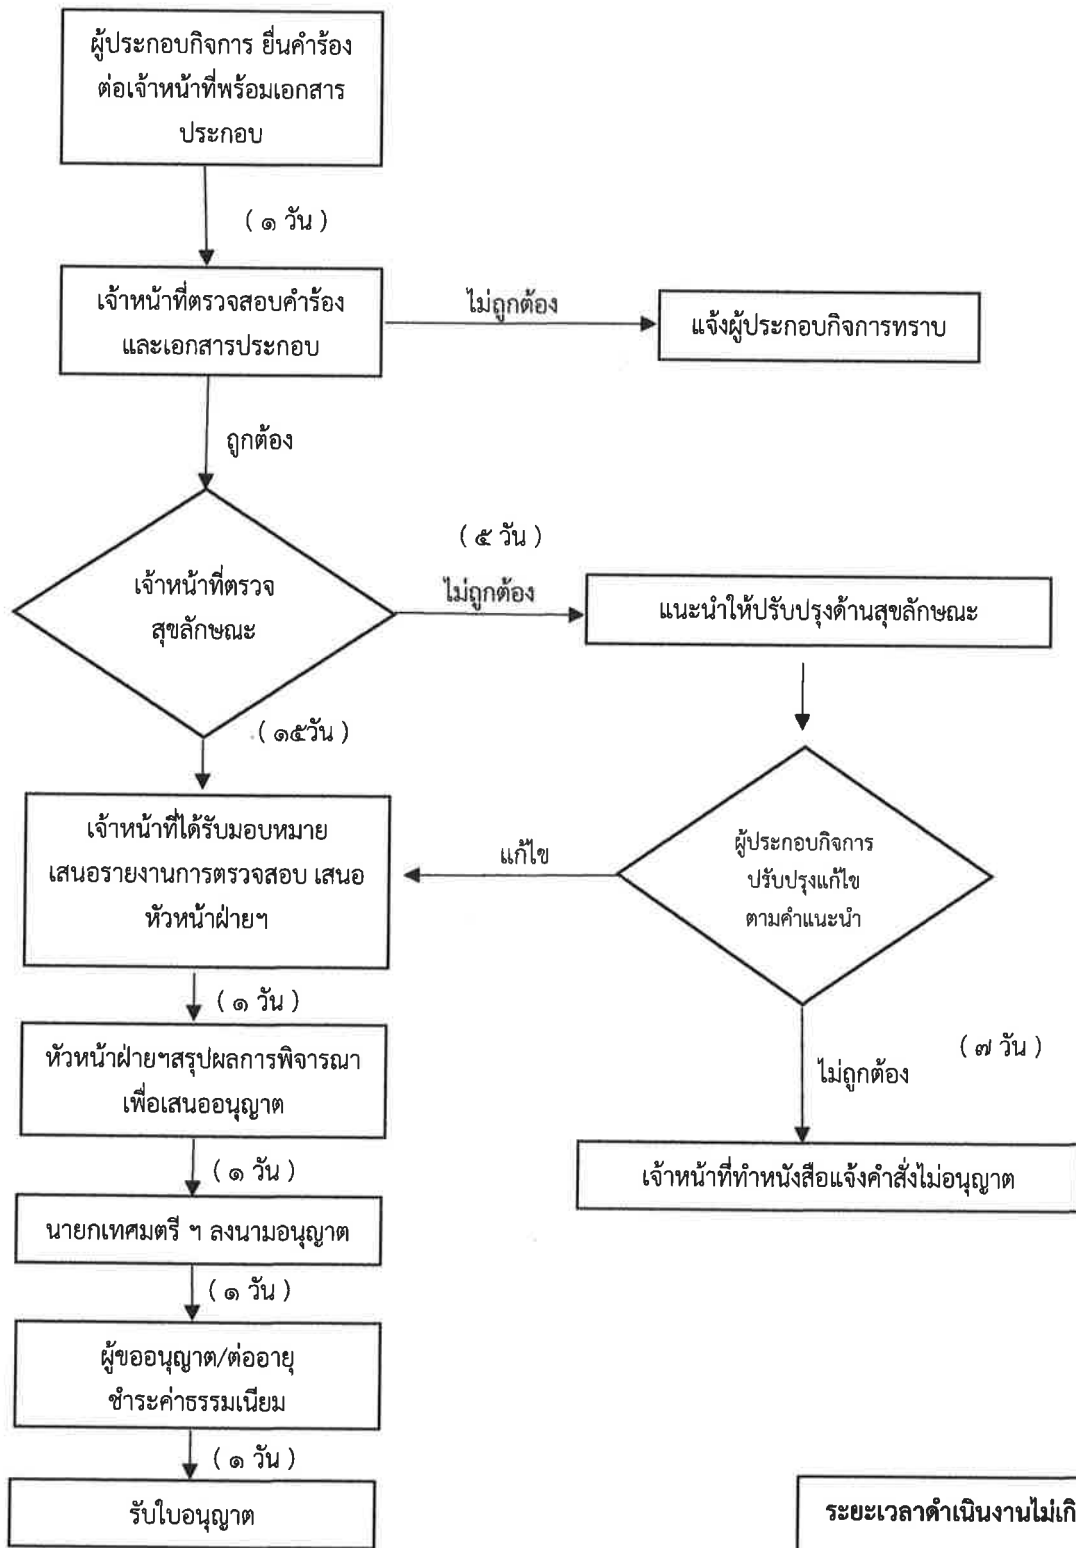 ผู้ประกอบกิจการ ยื่นคำร้อง
ต่อเจ้าหน้าที่พร้อมเอกสาร
ประกอบ
( ๑ วัน )
เจ้าหน้าที่ตรวจสอบคำร้อง
และเอกสารประกอบ
ไม่ถูกต้อง
แจ้งผู้ประกอบกิจการทราบ
ถูกต้อง
เจ้าหน้าที่ตรวจ
สุขลักษณะ
( ๕ วัน )
ไม่ถูกต้อง
แนะนำให้ปรับปรุงด้านสุขลักษณะ
( ๑๕วัน )
เจ้าหน้าที่ได้รับมอบหมาย
เสนอรายงานการตรวจสอบ เสนอ
หัวหน้าฝ่ายฯ
แก้ไข
ผู้ประกอบกิจการ
ปรับปรุงแก้ไข
ตามคำแนะนำ
( ๑ วัน )
หัวหน้าฝ่ายฯสรุปผลการพิจารณา
เพื่อเสนออนุญาต
ไม่ถูกต้อง
( ๗ วัน )
เจ้าหน้าที่ทำหนังสือแจ้งคำสั่งไม่อนุญาต
( ๑ วัน )
นายกเทศมตรี ฯ ลงนามอนุญาต
( ๑ วัน )
ผู้ขออนุญาต/ต่ออายุ
ชำระค่าธรรมเนียม
( ๑ วัน )
รับใบอนุญาต
ระยะเวลาดำเนินงานไม่เกิ